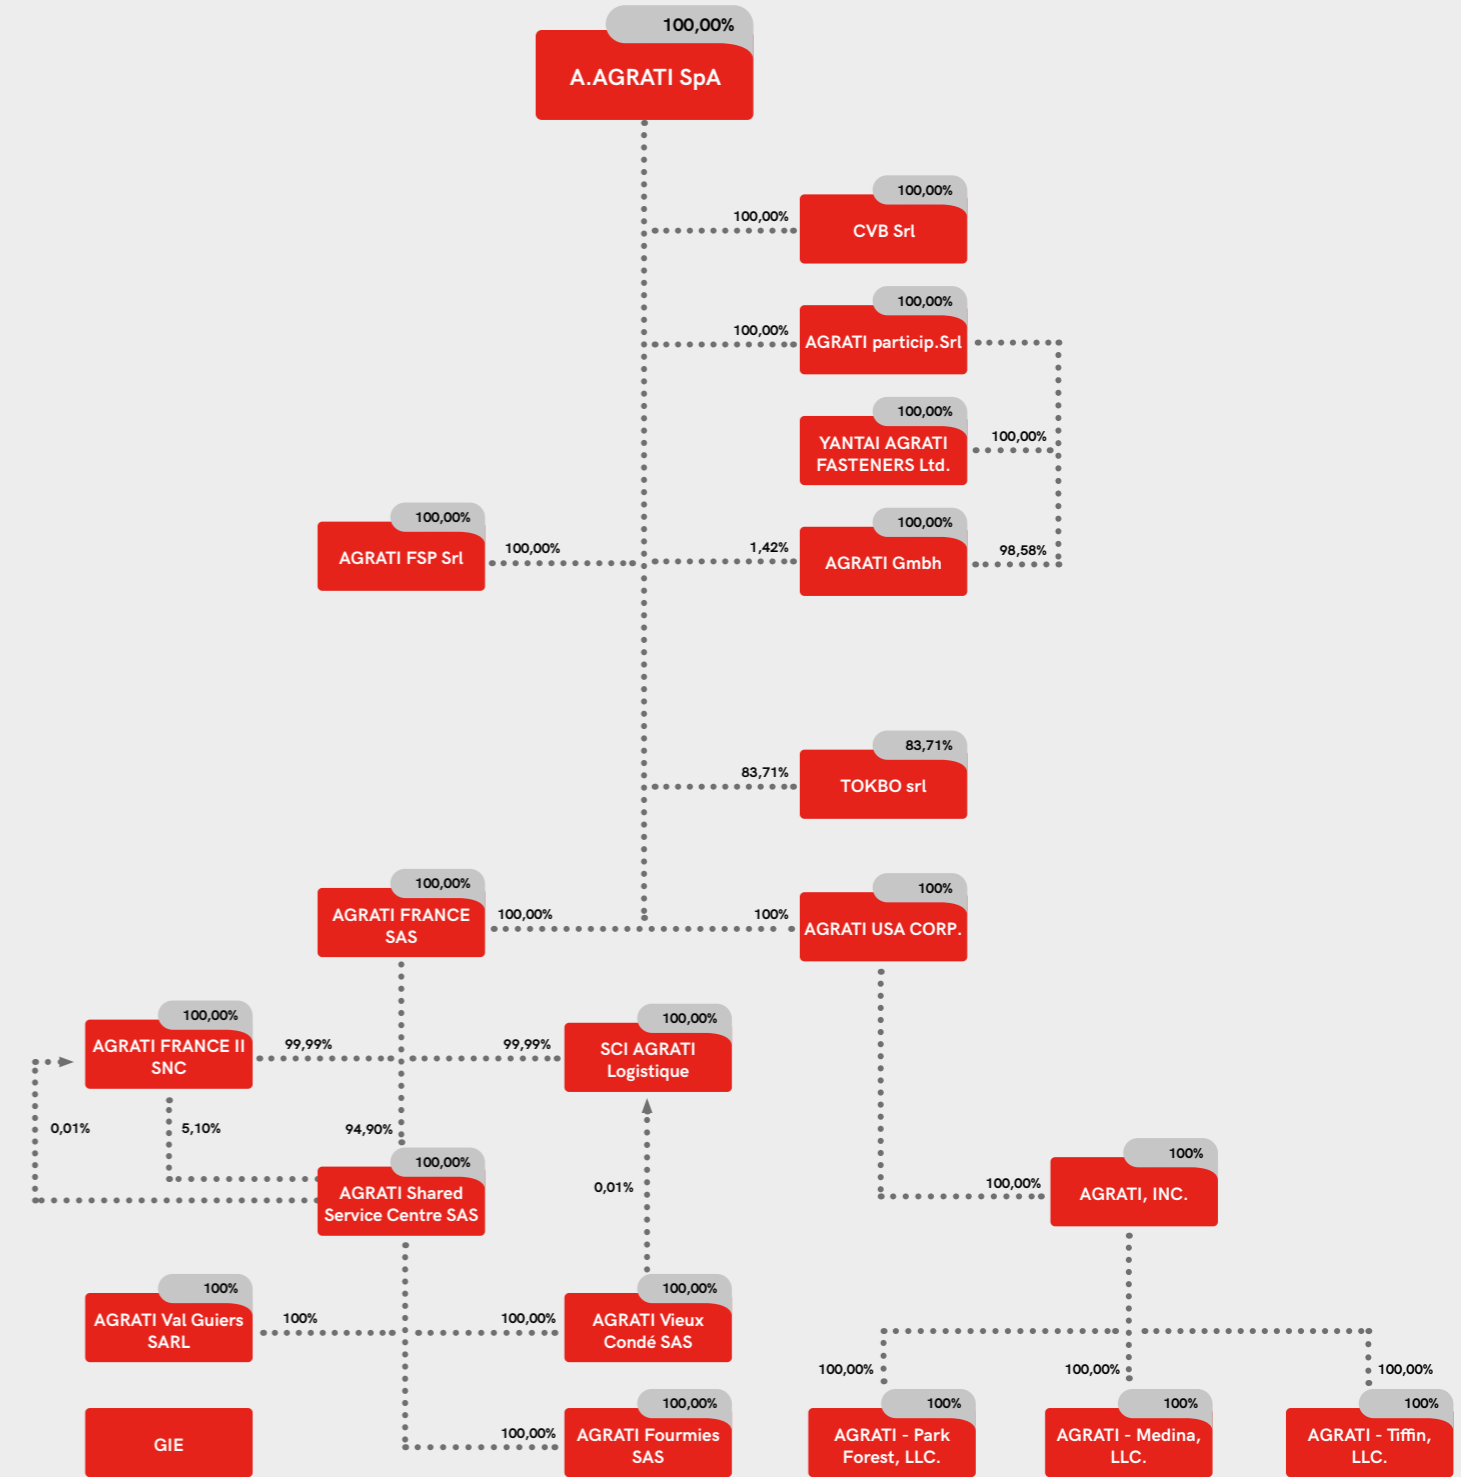 100,00%
A.AGRATI SpA
100,00%
100,00%
CVB Srl
100,00%
100,00%
AGRATI particip.Srl
100,00%
YANTAI AGRATI
FASTENERS Ltd.
100,00%
100,00%
AGRATI FSP Srl
100,00%
100,00%
1,42%
AGRATI Gmbh
98,58%
83,71%
83,71%
TOKBO srl
100,00%
AGRATI FRANCE
SAS
100,00%
100%
100%
AGRATI USA CORP.
100,00%
AGRATI FRANCE II
SNC
99,99%
99,99%
100,00%
SCI AGRATI
Logistique
0,01%
5,10%
94,90%
100,00%
AGRATI Shared
Service Centre SAS
0,01%
100,00%
100%
AGRATI, INC.
100%
AGRATI Val Guiers
SARL
100%
100,00%
100,00%
AGRATI Vieux
Condé SAS
GIE
100,00%
100,00%
AGRATI Fourmies
SAS
100,00%
100%
AGRATI - Park
Forest, LLC.
100,00%
100%
AGRATI - Medina,
LLC.
100,00%
100%
AGRATI - Tiffin,
LLC.